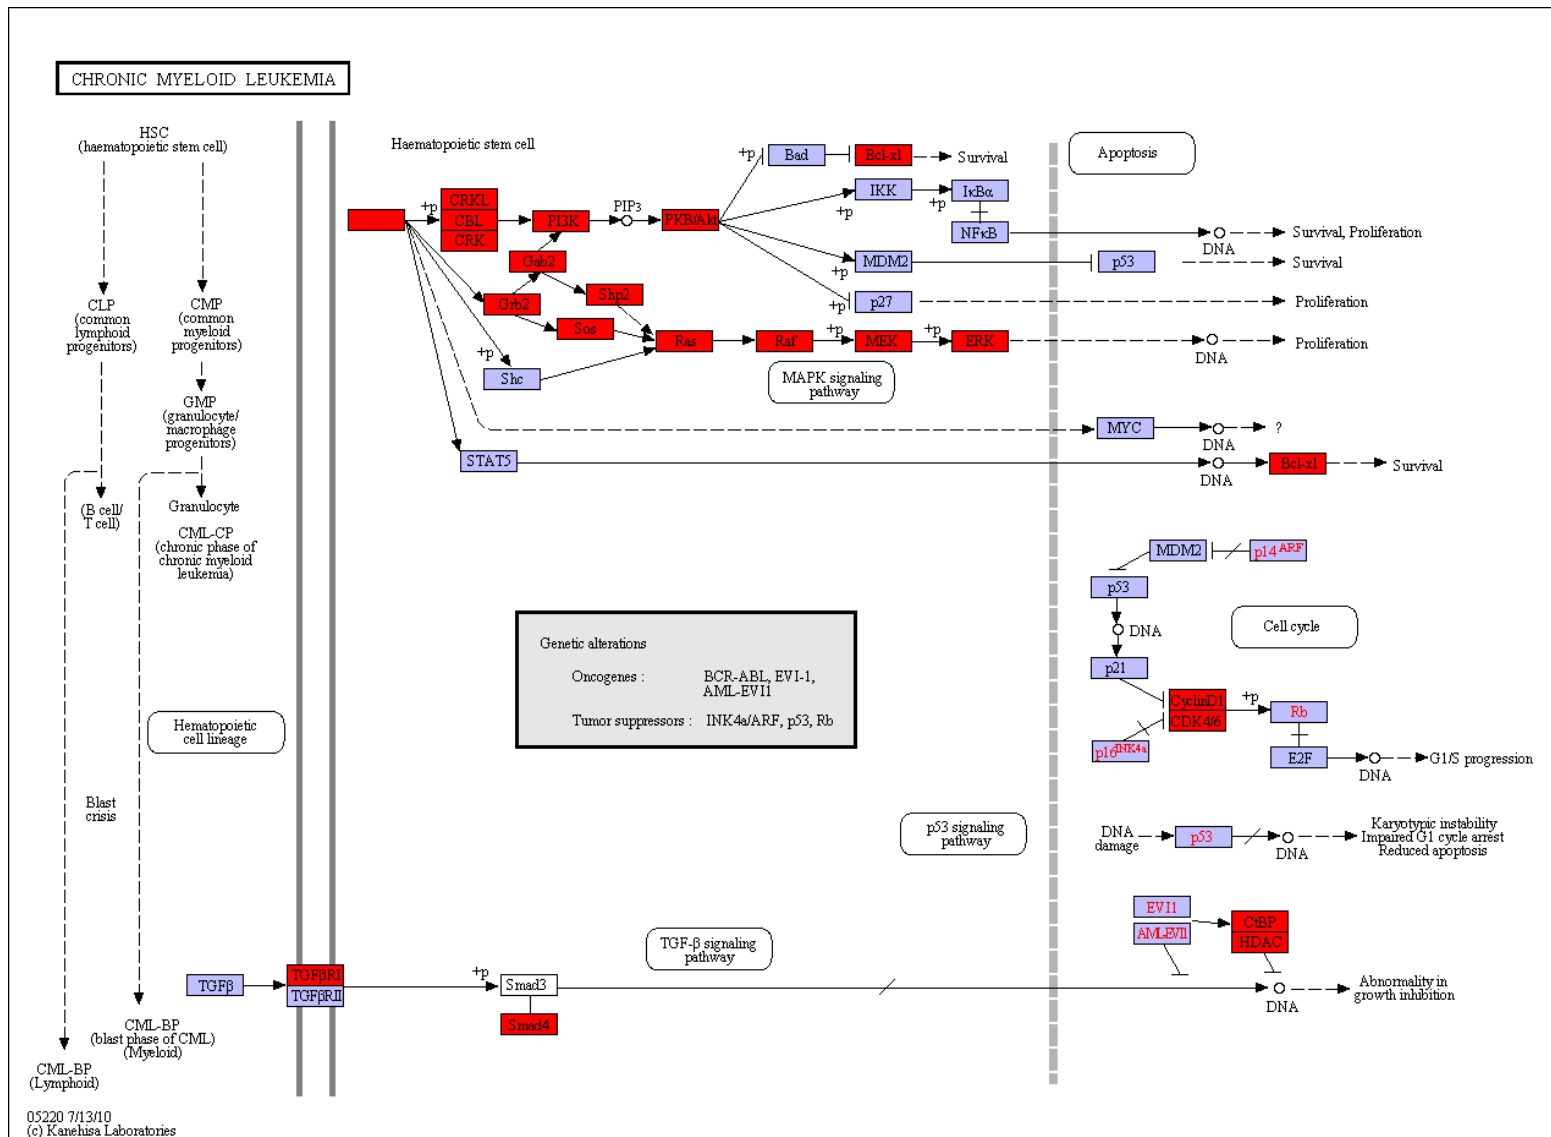 CHRONIC MYELOID LEUKEMIA
HSC
(haematopoietic stem cell)
CLP
(common
lymphoid
progenitors)
CMP
(common
myeloid
progenitors)
GMP
(granulocyte/
macrophage
progenitors)
(B cell/
T cell)
Granulocyte
CML-CP
(chronic phase of
chronic myeloid
leukemia)
Hematopoietic
cell lineage
Blast
crisis
CML-BP
(blast phase of CML)
(Myeloid)
CML-BP
(Lymphoid)
Haematopoietic stem cell
+p
CRKL
CBL
CRK
PI3K
PIP3
PKB/Akt
Gab2
Grb2
Shp2
Sos
Ras
Raf
+p
MEK
+p
ERK
+p
Shc
MAPK signaling
pathway
STAT5
+p
Bad
Bcl-xl
Survival
IKK
+p
IκBα
+p
NFκB
DNA
Survival, Proliferation
MDM2
+p
p53
Survival
p27
+p
Proliferation
DNA
Proliferation
MYC
DNA
?
DNA
Bcl-xl
Survival
Apoptosis
MDM2
p14ARF
p53
DNA
p21
Cell cycle
CyclinD1
CDK4/6
+p
Rb
p16INK4a
E2F
DNA
G1/S progression
Genetic alterations
Oncogenes : BCR-ABL, EVI-1,
AML-EVI1
Tumor suppressors : INK4a/ARF, p53, Rb
p53 signaling
pathway
DNA
damage
p53
DNA
Karyotypic instability
Impaired G1 cycle arrest
Reduced apoptosis
EVI1
AML-EVI1
CtBP
HDAC
DNA
Abnormality in
growth inhibition
TGF-β signaling
pathway
TGFβ
TGFβRI
TGFβRII
+p
Smad3
Smad4
05220 7/13/10
(c) Kanehisa Laboratories